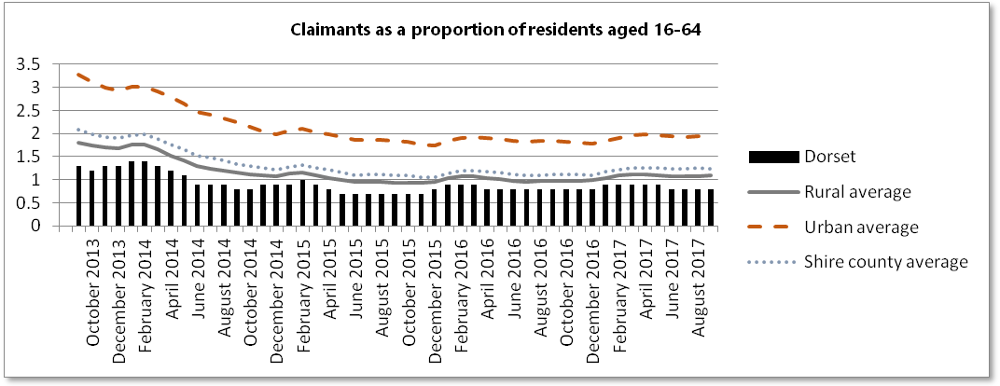 Claimants as a proportion of residents aged 16-64
3.5
3
2.5
2
1.5
1
0.5
0
October 2013
December 2013
February 2014
April 2014
June 2014
August 2014
October 2014
December 2014
February 2015
April 2015
June 2015
August 2015
October 2015
December 2015
February 2016
April 2016
June 2016
August 2016
October 2016
December 2016
February 2017
April 2017
June 2017
August 2017
Dorset
Rural average
Urban average
Shire county average